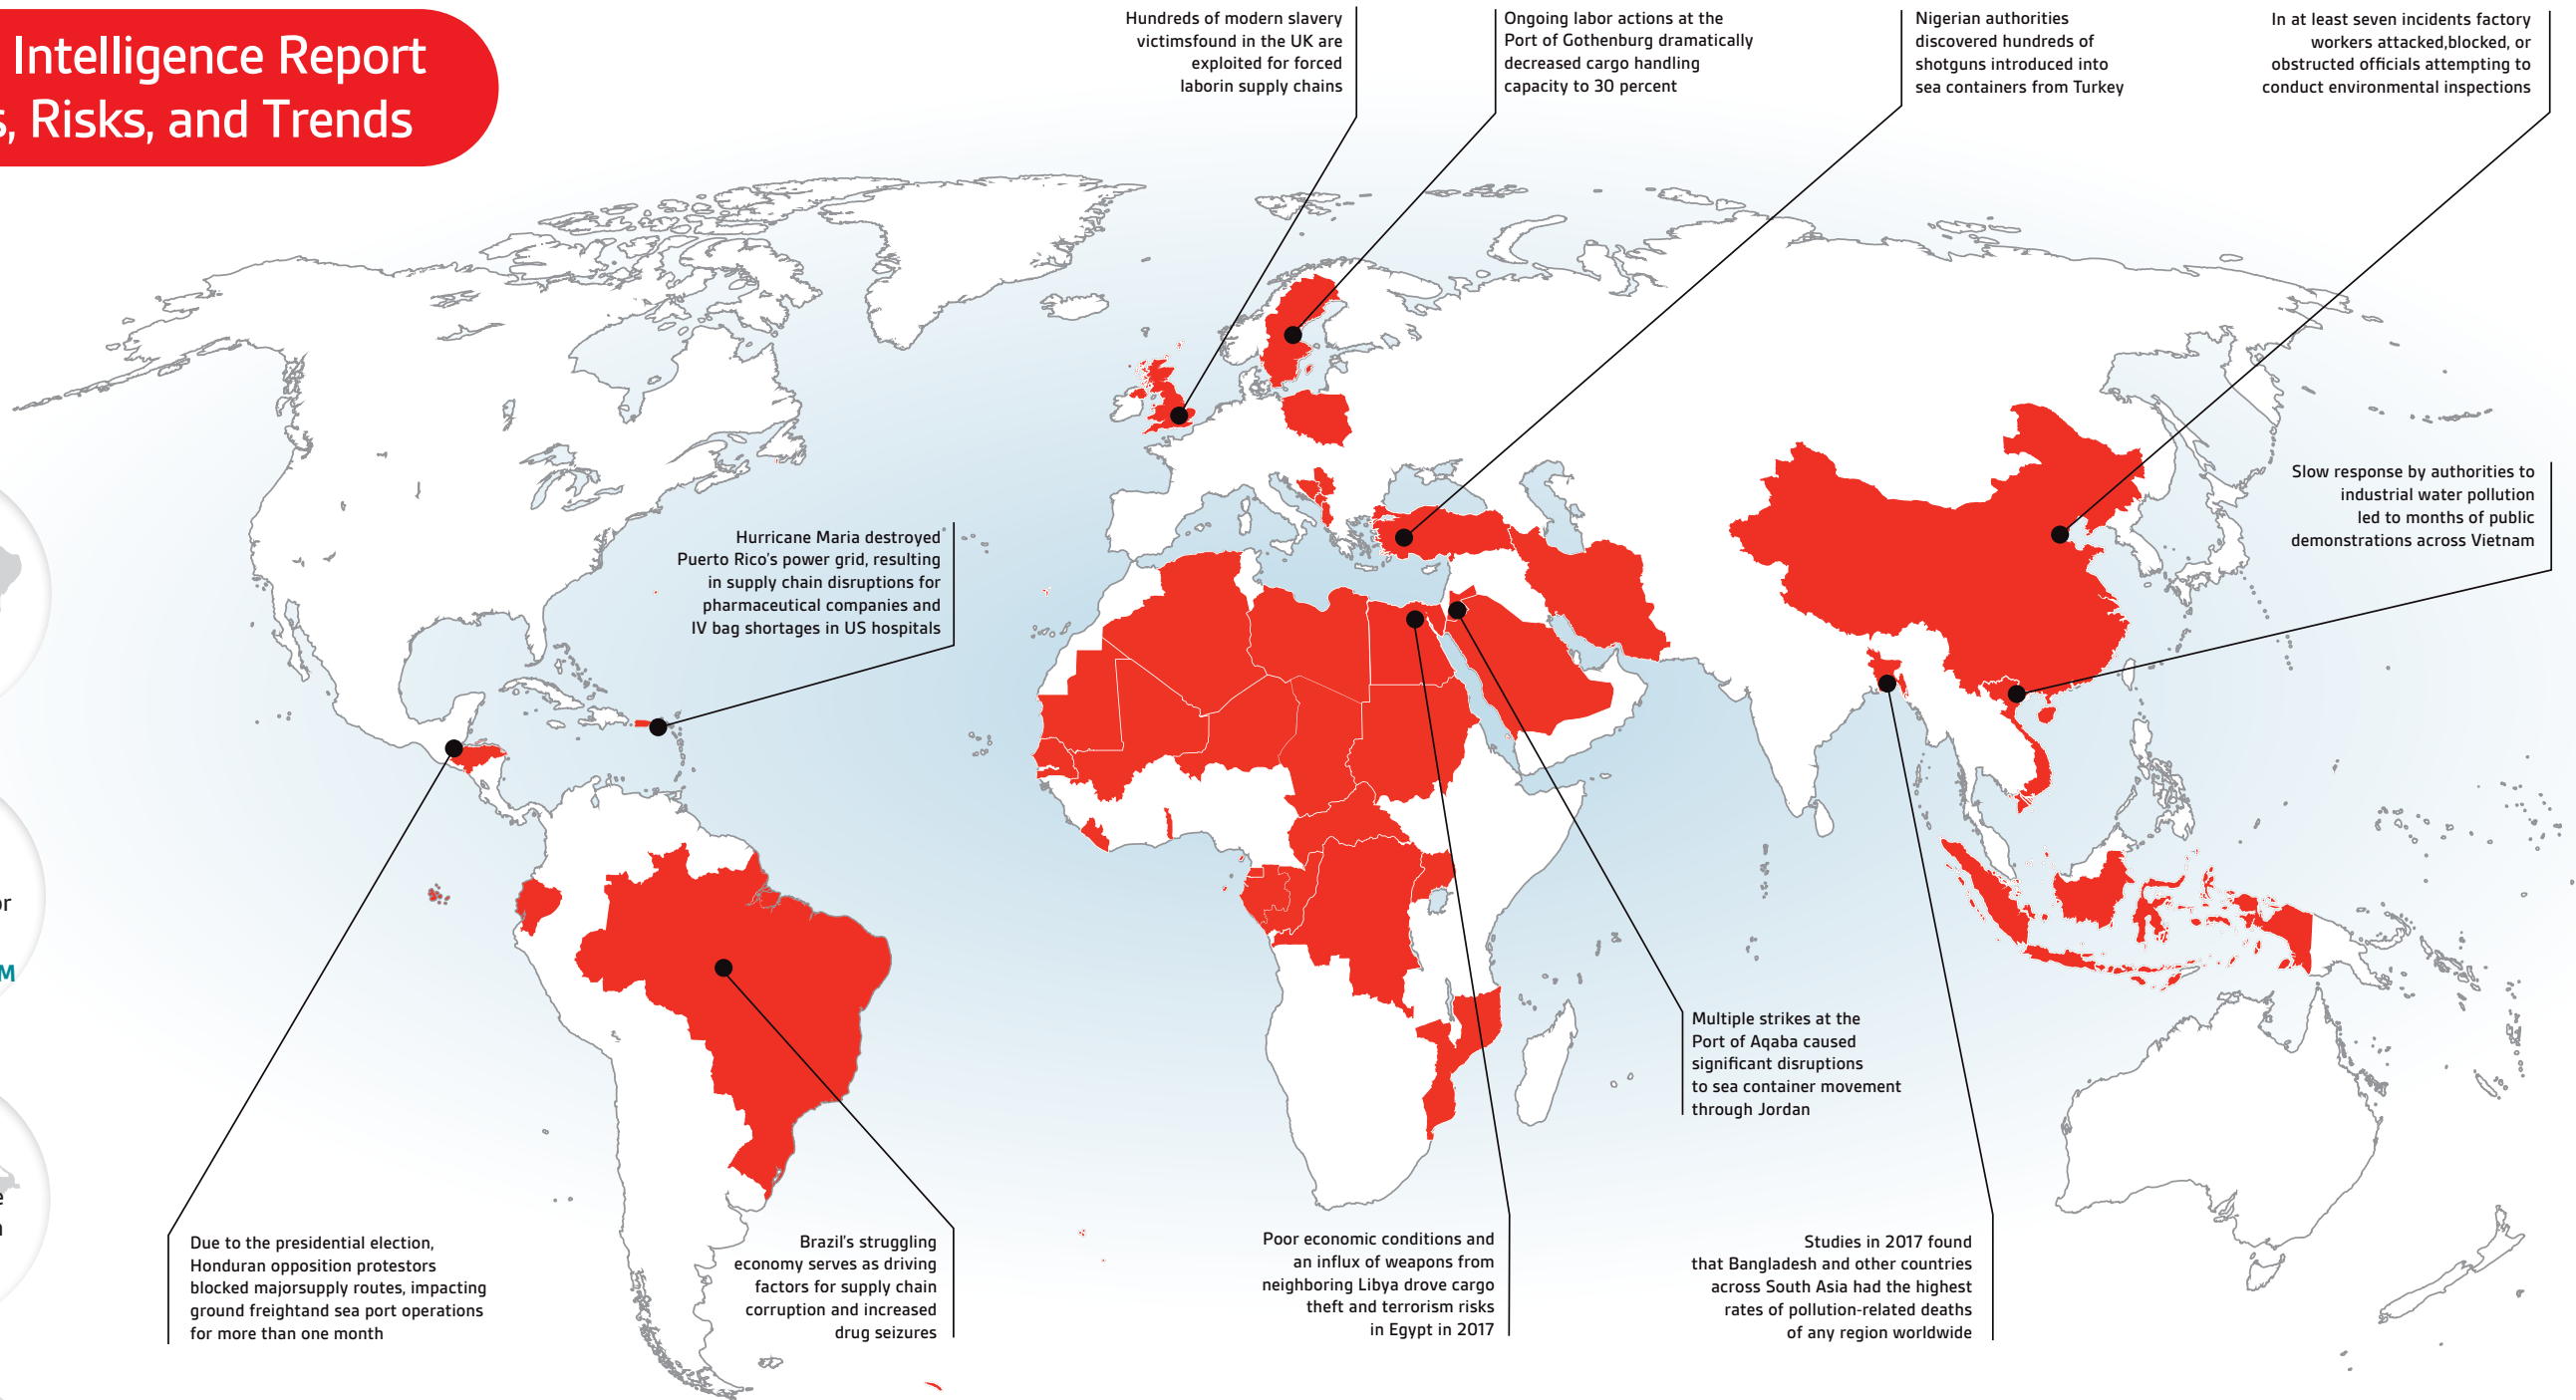 Intelligence Report
s, Risks, and Trends
Hundreds of modern slavery
victimsfound in the UK are
exploited for forced
laborin supply chains
Ongoing labor actions at the
Port of Gothenburg dramatically
decreased cargo handling
capacity to 30 percent
Nigerian authorities
discovered hundreds of
shotguns introduced into
sea containers from Turkey
In at least seven incidents factory
workers attacked,blocked, or
obstructed officials attempting to
conduct environmental inspections
Slow response by authorities to
industrial water pollution
led to months of public
demonstrations across Vietnam
Hurricane Maria destroyed
Puerto Rico's power grid, resulting
in supply chain disruptions for
pharmaceutical companies and
IV bag shortages in US hospitals
or
M
Multiple strikes at the
Port of Aqaba caused
significant disruptions
to sea container movement
through Jordan
e
Due to the presidential election,
Honduran opposition protestors
blocked majorsupply routes, impacting
ground freightand sea port operations
for more than one month
Brazil's struggling
economy serves as driving
factors for supply chain
corruption and increased
drug seizures
Poor economic conditions and
an influx of weapons from
neighboring Libya drove cargo
theft and terrorism risks
in Egypt in 2017
Studies in 2017 found
that Bangladesh and other countries
across South Asia had the highest
rates of pollution-related deaths
of any region worldwide